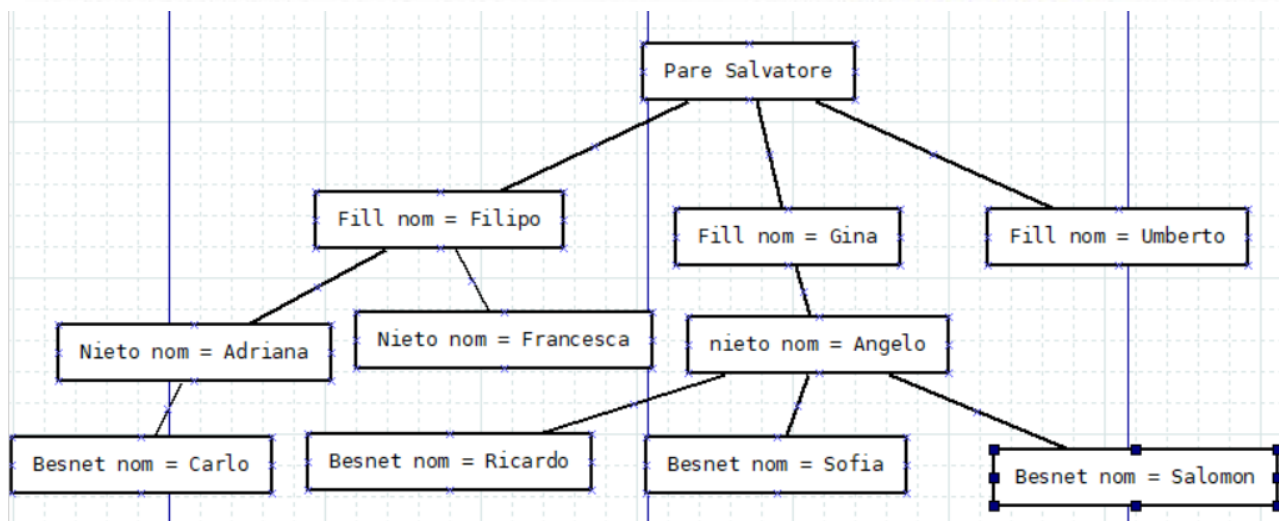 Pare Salvatore
Fill nom = Filipo
Fill nom = Gina
Fill nom = Umberto
Nieto nom = Adriana
Nieto nom = Francesca
nieto nom = Angelo
Besnet nom = Carlo
Besnet nom = Ricardo
Besnet nom = Sofia
Besnet nom = Salomon